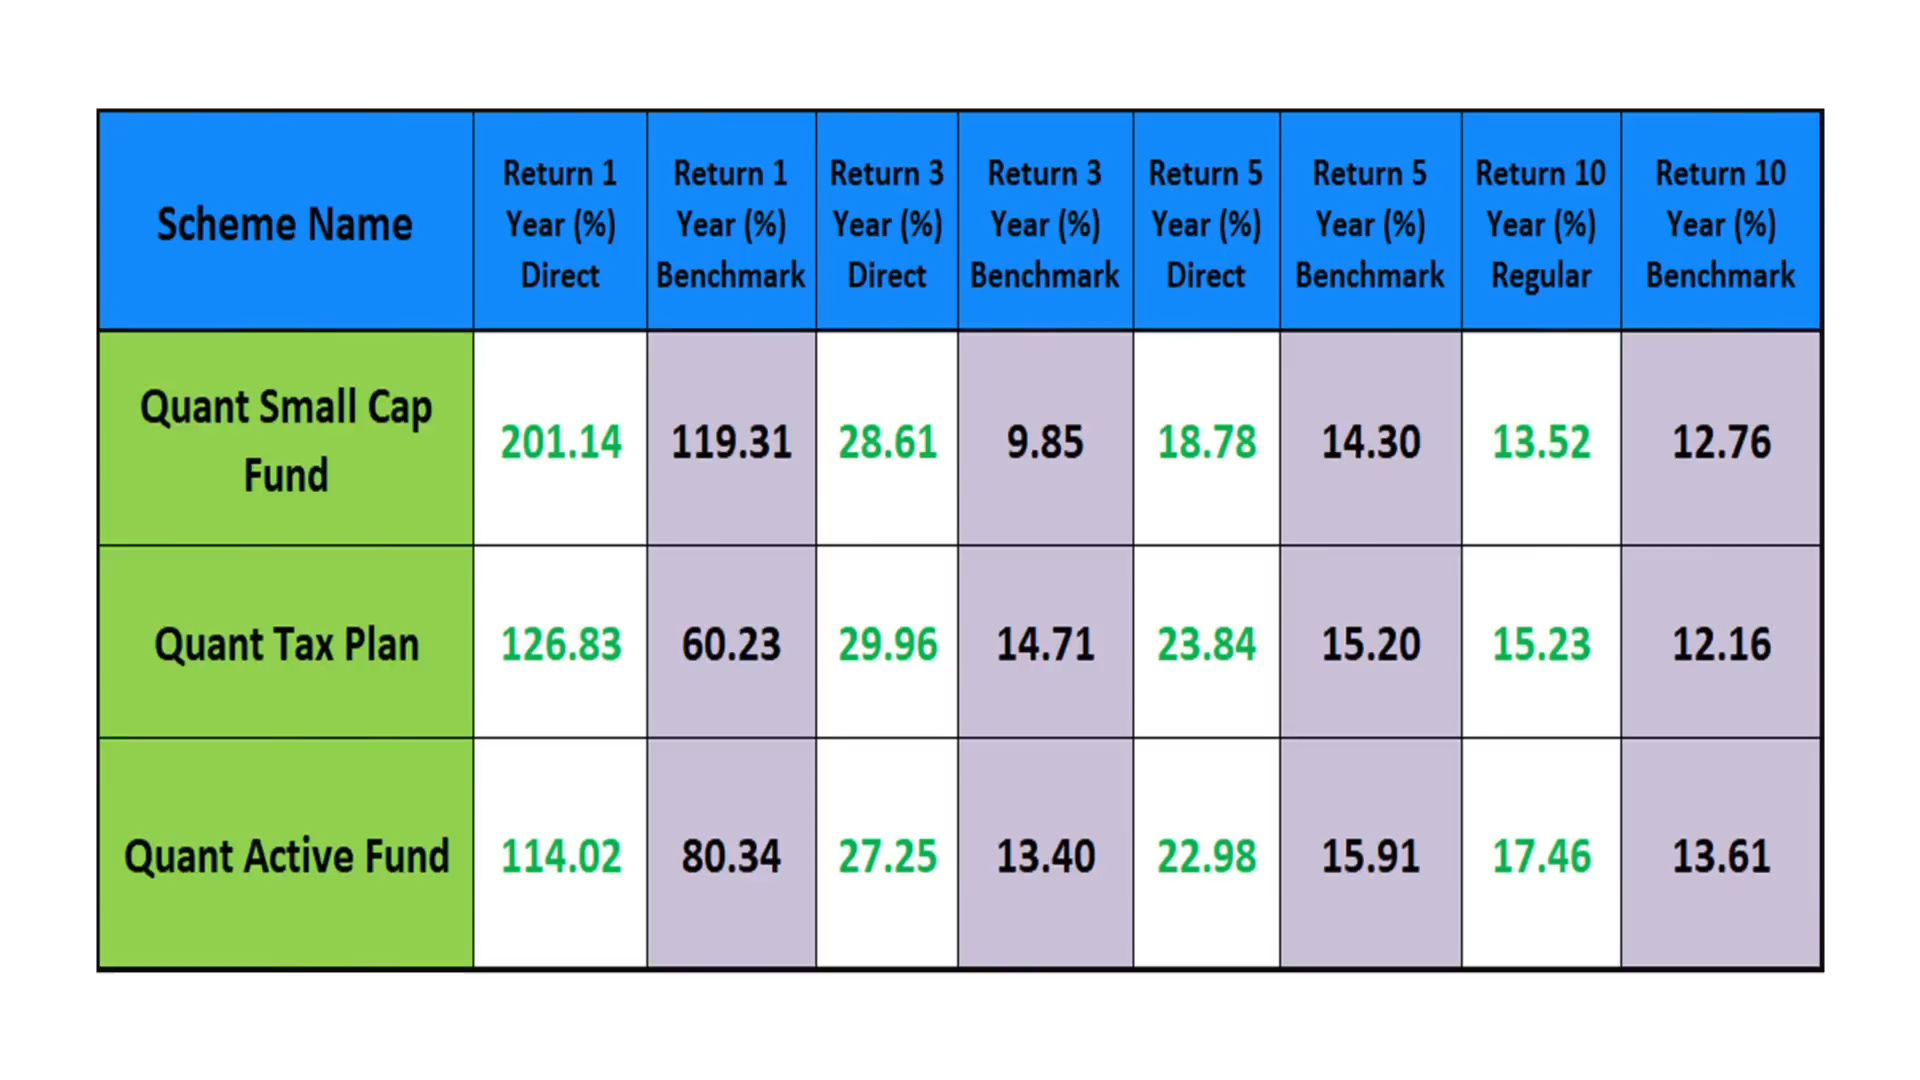 Scheme Name
Return 1
Year (%)
Direct
Return 1
Year (%)
Benchmark
Return 3
Year (%)
Direct
Return 3
Year (%)
Benchmark
Return 5
Year (%)
Direct
Return 5
Year (%)
Benchmark
Return 10
Year (%)
Regular
Return 10
Year (%)
Benchmark
Quant Small Cap
Fund
201.14
119.31
28.61
9.85
18.78
14.30
13.52
12.76
Quant Tax Plan
126.83
60.23
29.96
14.71
23.84
15.20
15.23
12.16
Quant Active Fund
114.02
80.34
27.25
13.40
22.98
15.91
17.46
13.61